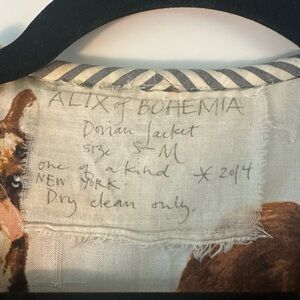 ALIX of BOHEMIA
Dorian Jacket
SIZE S-M
one of a kind * 2014
NEW YORK.
Dry clean only.